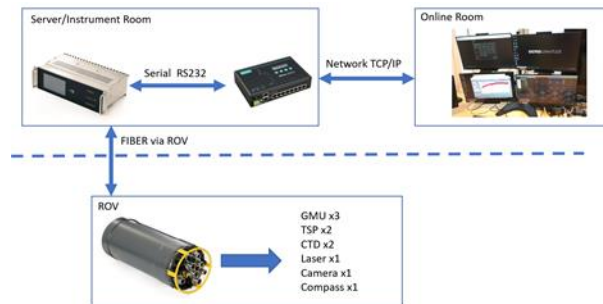 Server/Instrument Room
Online Room
Serial RS232
Network TCP/IP
FIBER via ROV
ROV
GMU x3
TSP x2
CTD x2
Laser x1
Camera x1
Compass x1